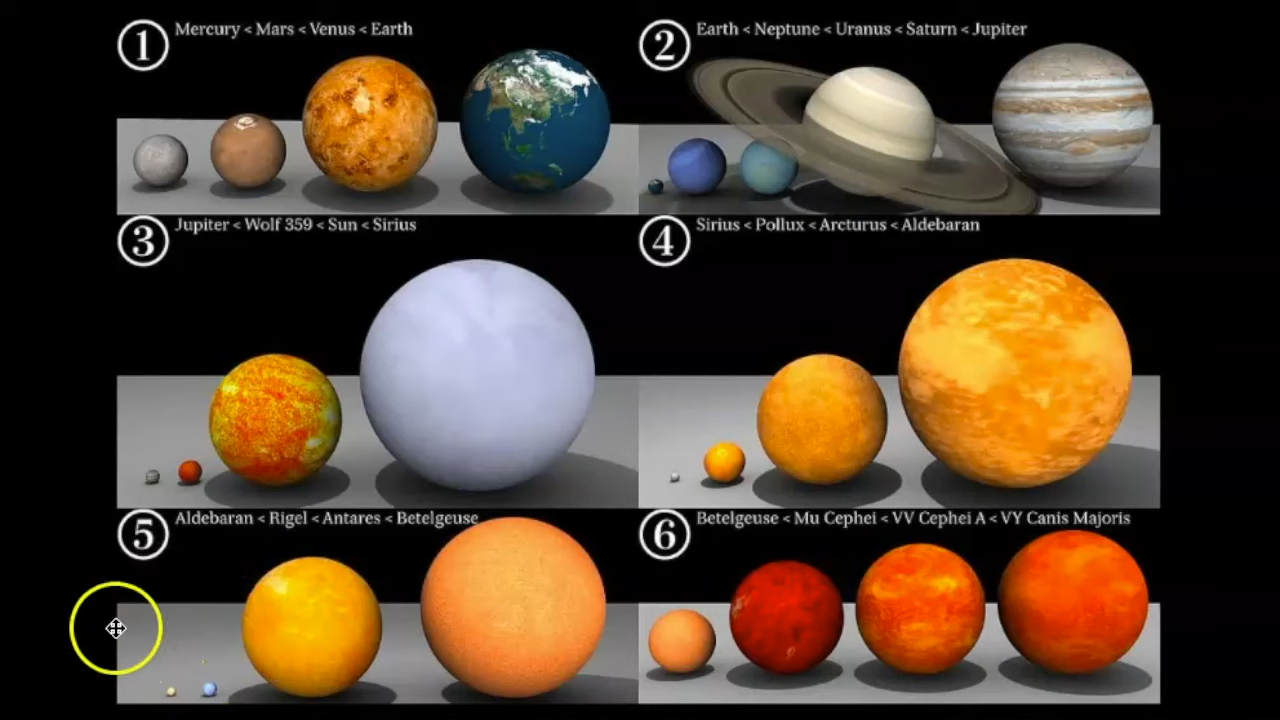 1 Mercury < Mars < Venus < Earth
2 Earth < Neptune < Uranus < Saturn < Jupiter
3 Jupiter < Wolf 359 < Sun < Sirius
4 Sirius < Pollux < Arcturus < Aldebaran
5 Aldebaran < Rigel < Antares < Betelgeuse
6 Betelgeuse < Mu Cephei < VV Cephei A < VY Canis Majoris